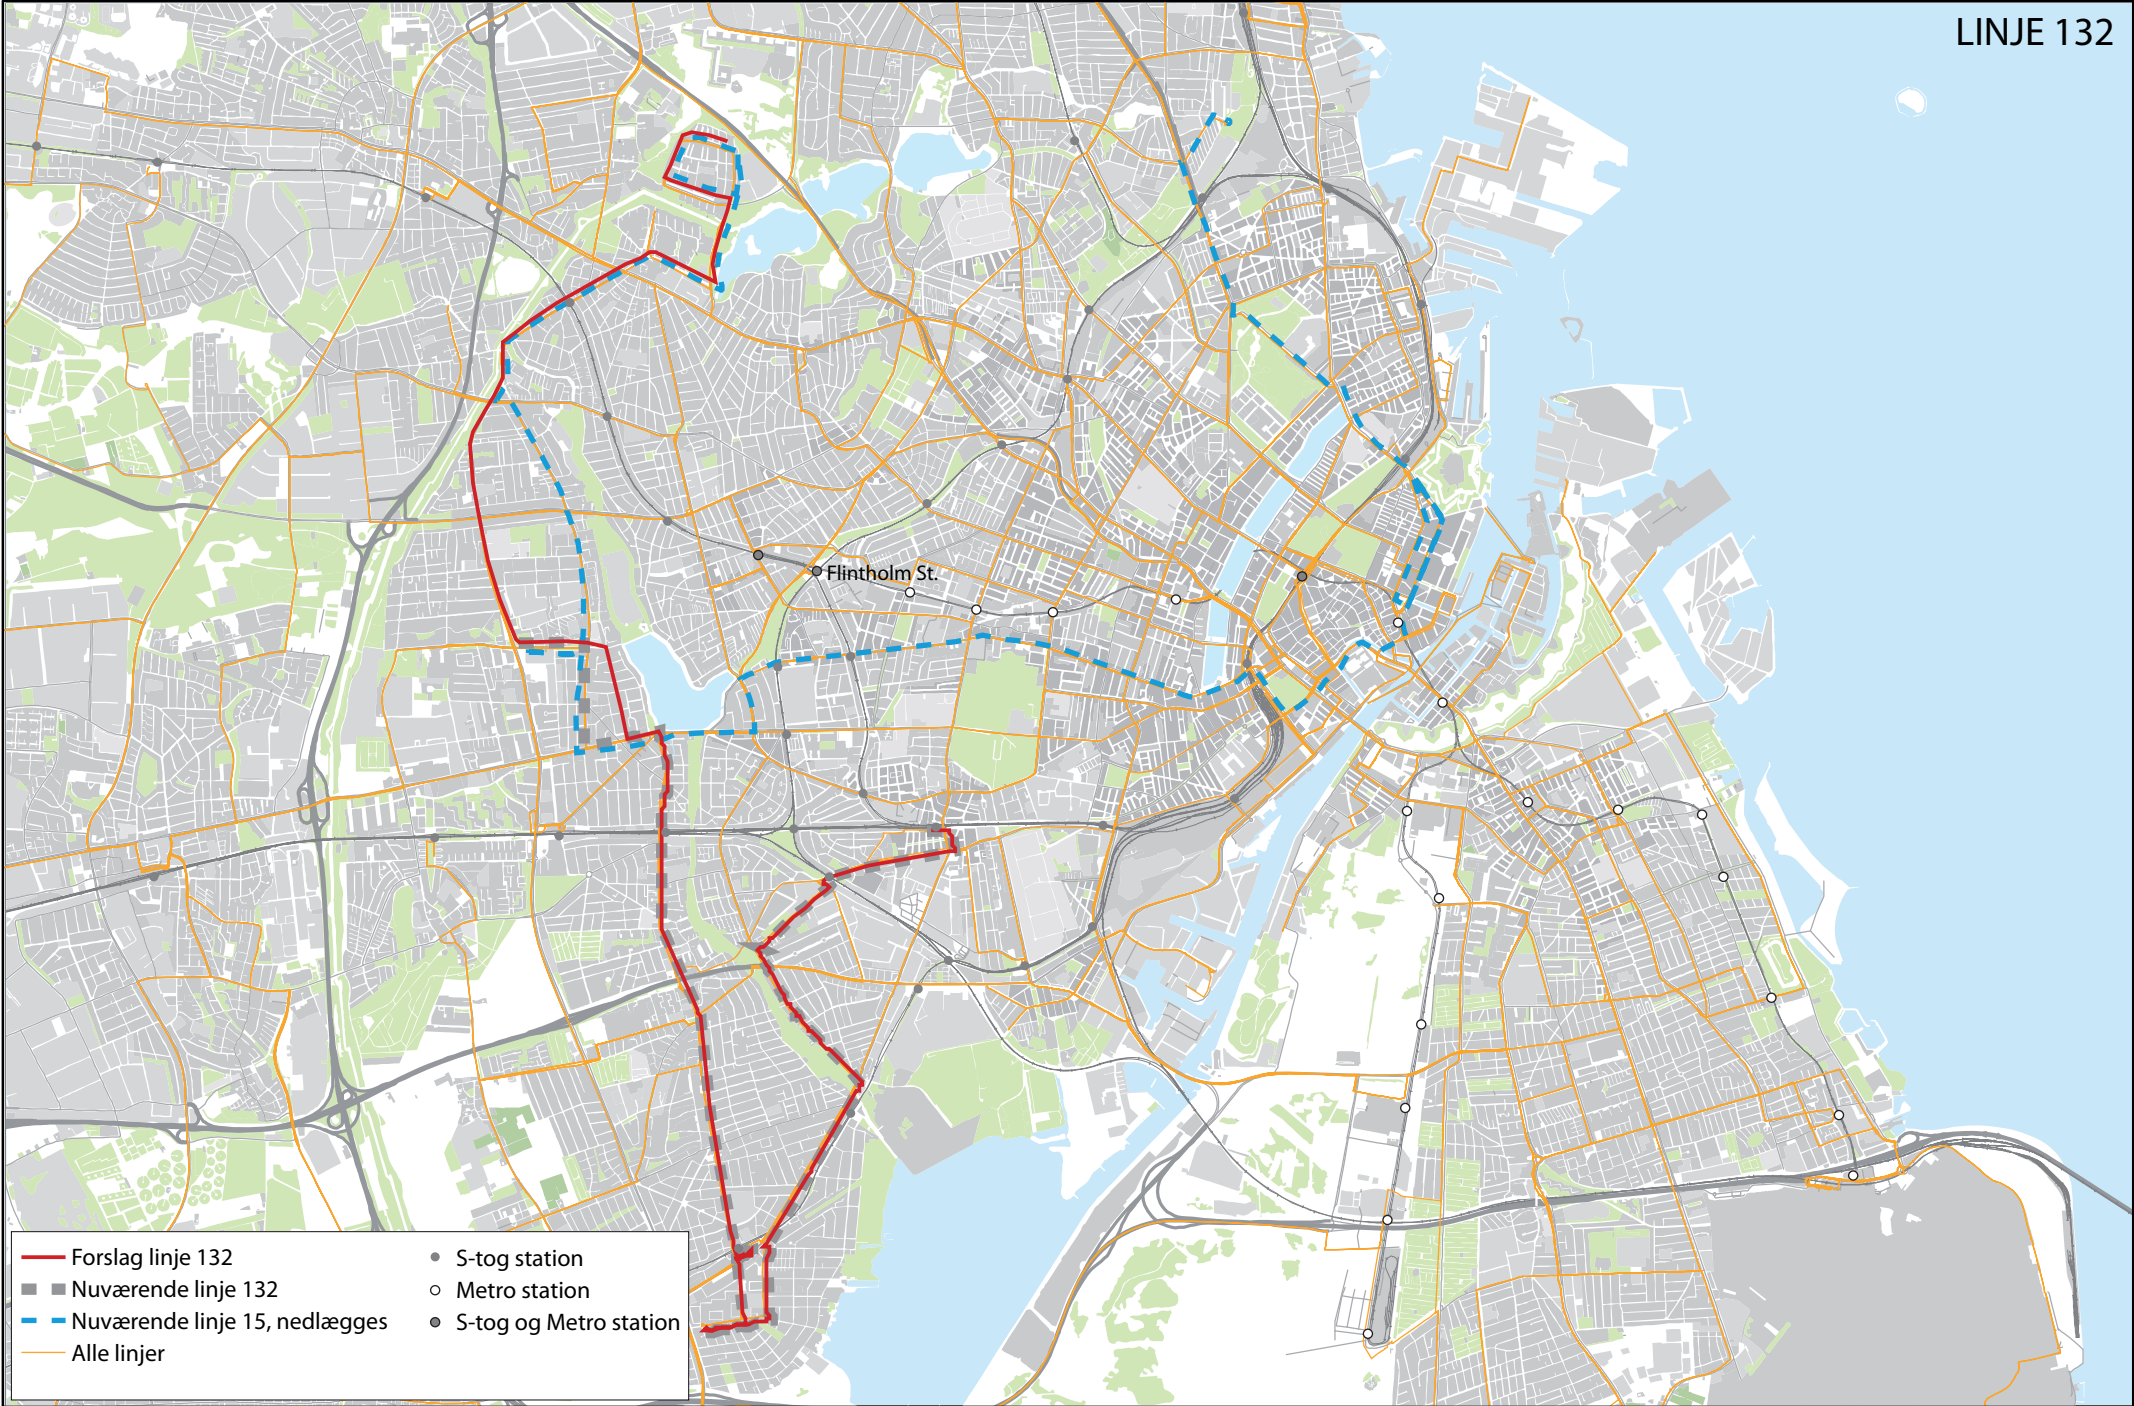 LINJE 132
Flintholm St.
Forslag linje 132
Nuværende linje 132
Nuværende linje 15, nedlægges
Alle linjer
S-tog station
Metro station
S-tog og Metro station